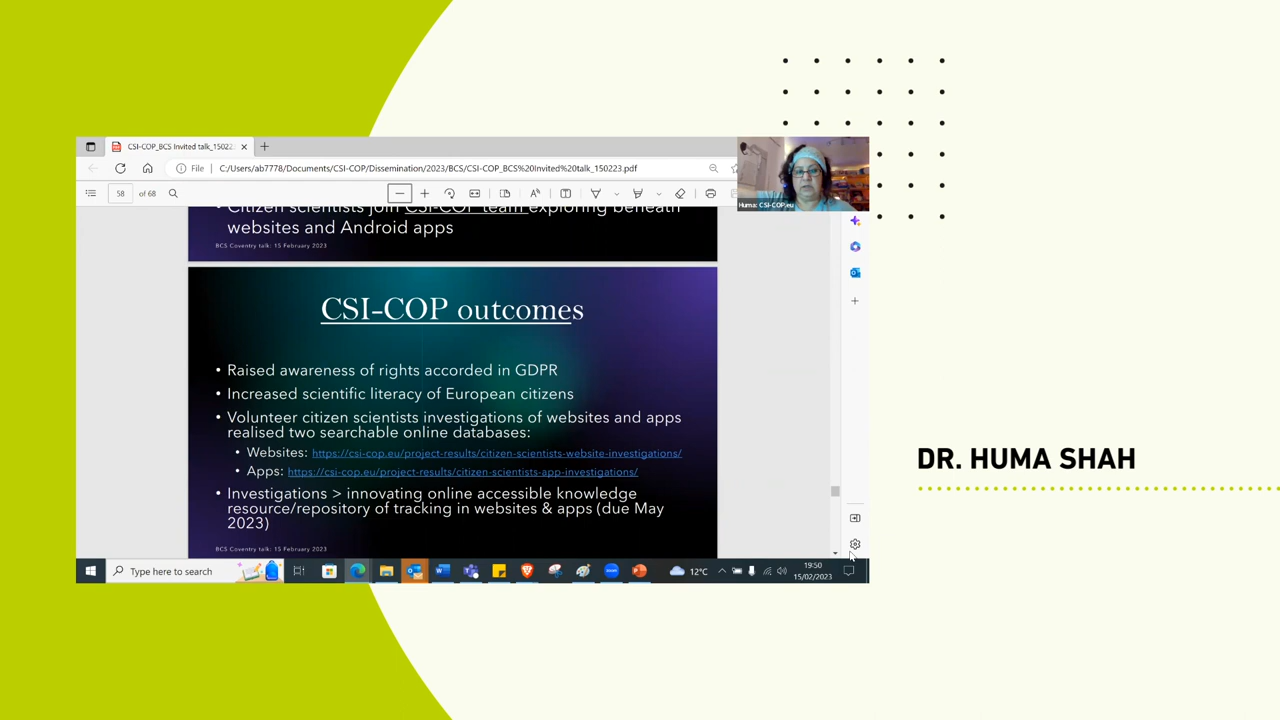 CSI-COP_BCS Invited talk_150223.
File
C:/Users/ab7778/Documents/CSI-COP/Dissemination/2023/BCS/CSI-COP_BCS%20Invited%20talk_150223.pdf
58 of 68
Huma: CSI-COP.eu
• Citizen scientists join CSI-COP team exploring beneath
websites and Android apps
BCS Coventry talk: 15 February 2023
CSI-COP outcomes
• Raised awareness of rights accorded in GDPR
• Increased scientific literacy of European citizens
• Volunteer citizen scientists investigations of websites and apps
realised two searchable online databases:
• Websites: https://csi-cop.eu/project-results/citizen-scientists-website-investigations/
• Apps: https://csi-cop.eu/project-results/citizen-scientists-app-investigations/
• Investigations > innovating online accessible knowledge
resource/repository of tracking in websites & apps (due May
2023)
BCS Coventry talk: 15 February 2023
DR. HUMA SHAH
Type here to search
12°C
19:50
15/02/2023